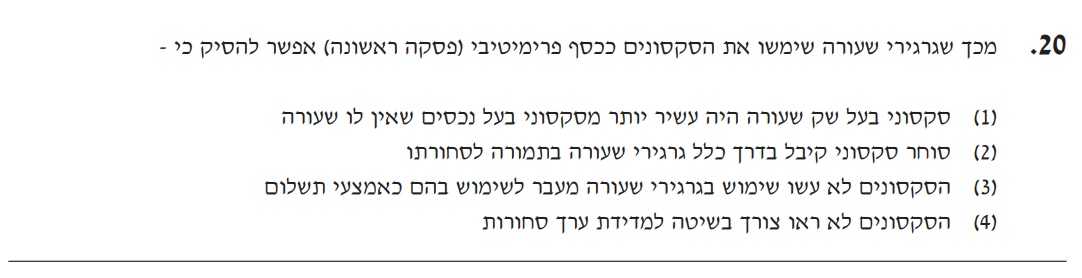 20. מכך שגרגירי שעורה שימשו את הסקסונים ככסף פרימיטיבי (פסקה ראשונה) אפשר להסיק כי -
(1) סקסוני בעל שק שעורה היה עשיר יותר מסקסוני בעל נכסים שאין לו שעורה
(2) סוחר סקסוני קיבל בדרך כלל גרגירי שעורה בתמורה לסחורתו
(3) הסקסונים לא עשו שימוש בגרגירי שעורה מעבר לשימוש בהם כאמצעי תשלום
(4) הסקסונים לא ראו צורך בשיטה למדידת ערך סחורות